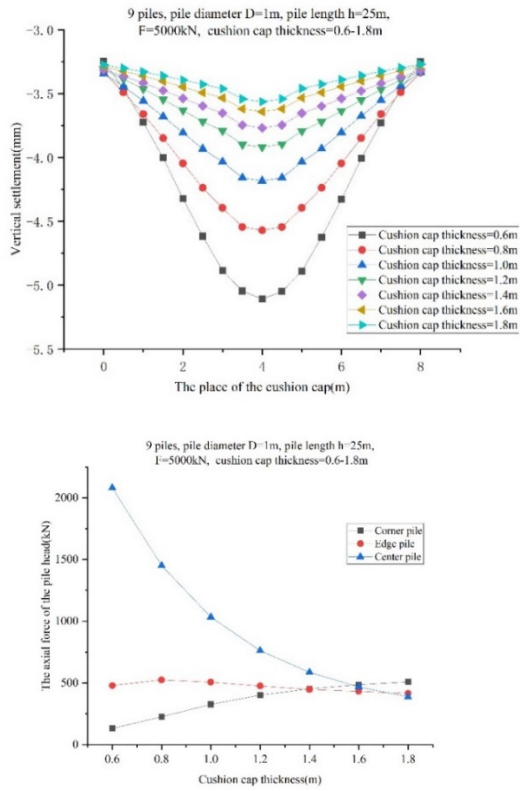 9 piles, pile diameter D=1m, pile length h=25m,
F=5000kN, cushion cap thickness=0.6-1.8m
-3.0
-3.5
-4.0
-4.5
-5.0
-5.5
Vertical settlement(mm)
Cushion cap thickness=0.6m
Cushion cap thickness=0.8m
Cushion cap thickness=1.0m
Cushion cap thickness=1.2m
Cushion cap thickness=1.4m
Cushion cap thickness=1.6m
Cushion cap thickness=1.8m
0 2 4 6 8
The place of the cushion cap(m)
9 piles, pile diameter D=1m, pile length h=25m,
F=5000kN, cushion cap thickness=0.6-1.8m
2000
1500
1000
500
0
The axial force of the pile head(kN)
Corner pile
Edge pile
Center pile
0.6 0.8 1.0 1.2 1.4 1.6 1.8
Cushion cap thickness(m)